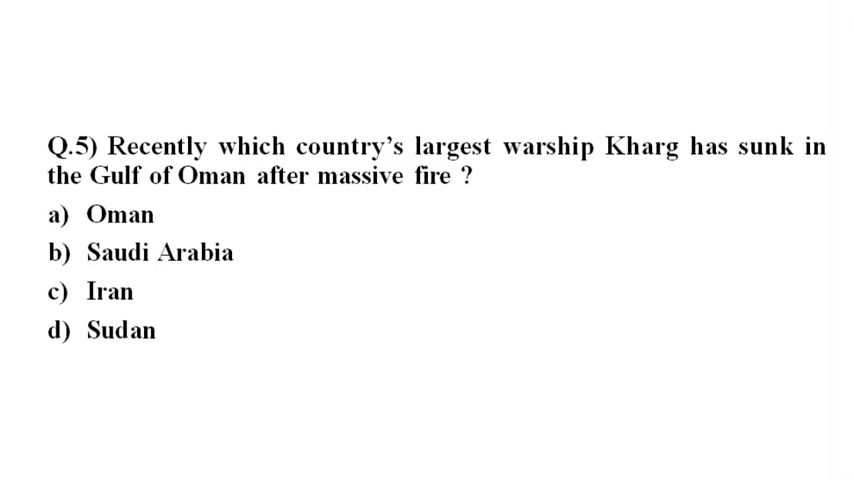 Q.5) Recently which country's largest warship Kharg has sunk in
the Gulf of Oman after massive fire ?
a) Oman
b) Saudi Arabia
c) Iran
d) Sudan